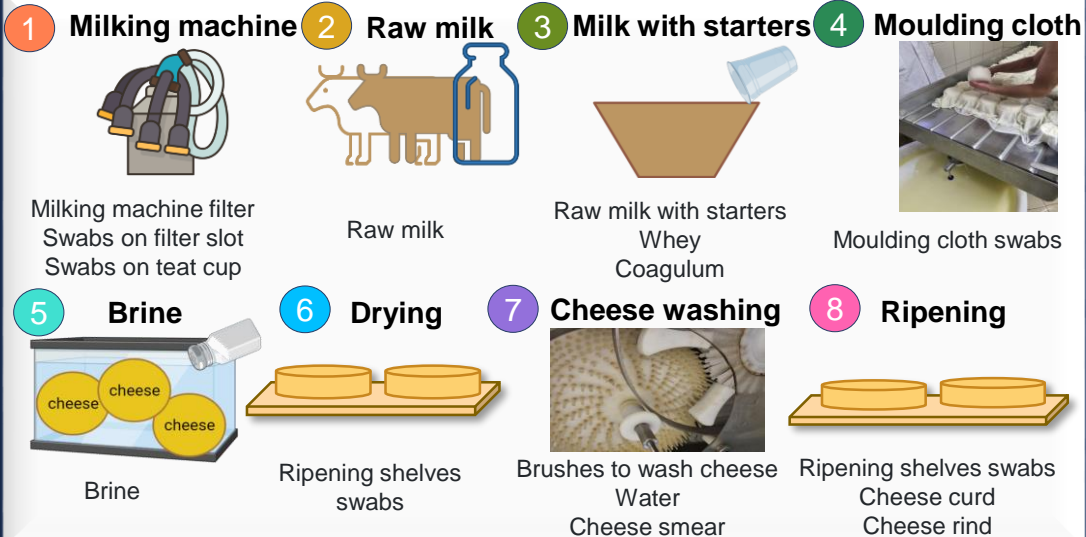 1 Milking machine
Milking machine filter
Swabs on filter slot
Swabs on teat cup
2 Raw milk
Raw milk
3 Milk with starters
Raw milk with starters
Whey
Coagulum
4 Moulding cloth
Moulding cloth swabs
5 Brine
cheese
cheese
cheese
Brine
6 Drying
Ripening shelves
swabs
7 Cheese washing
Brushes to wash cheese
Water
Cheese smear
8 Ripening
Ripening shelves swabs
Cheese curd
Cheese rind